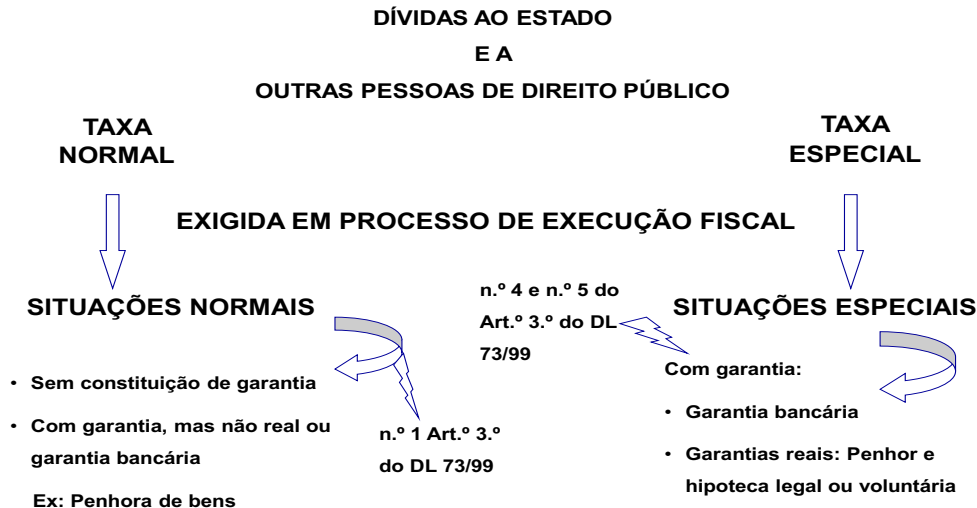 DÍVIDAS AO ESTADO
E A
OUTRAS PESSOAS DE DIREITO PÚBLICO
TAXA
NORMAL
TAXA
ESPECIAL
EXIGIDA EM PROCESSO DE EXECUÇÃO FISCAL
SITUAÇÕES NORMAIS
• Sem constituição de garantia
• Com garantia, mas não real ou
garantia bancária
Ex: Penhora de bens
n.º 1 Art.º 3.º
do DL 73/99
n.º 4 e n.º 5 do
Art.º 3.º do DL
73/99
SITUAÇÕES ESPECIAIS
Com garantia:
• Garantia bancária
• Garantias reais: Penhor e
hipoteca legal ou voluntária